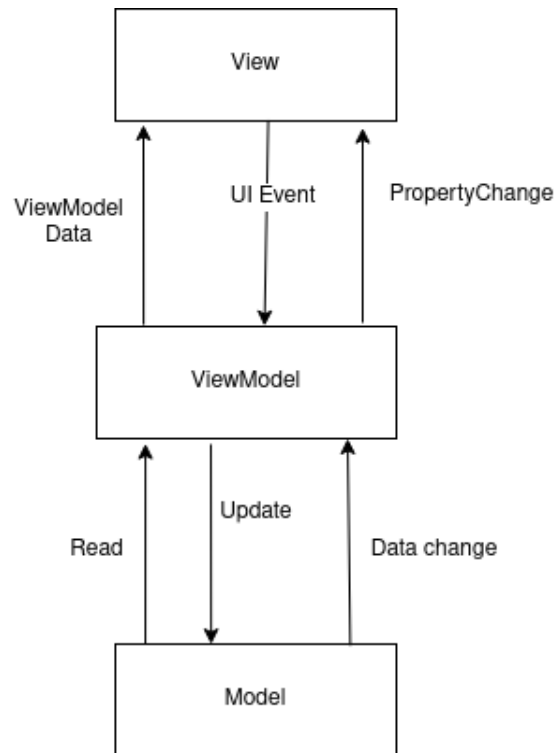 View
ViewModel
Data
UI Event
PropertyChange
ViewModel
Read
Update
Data change
Model